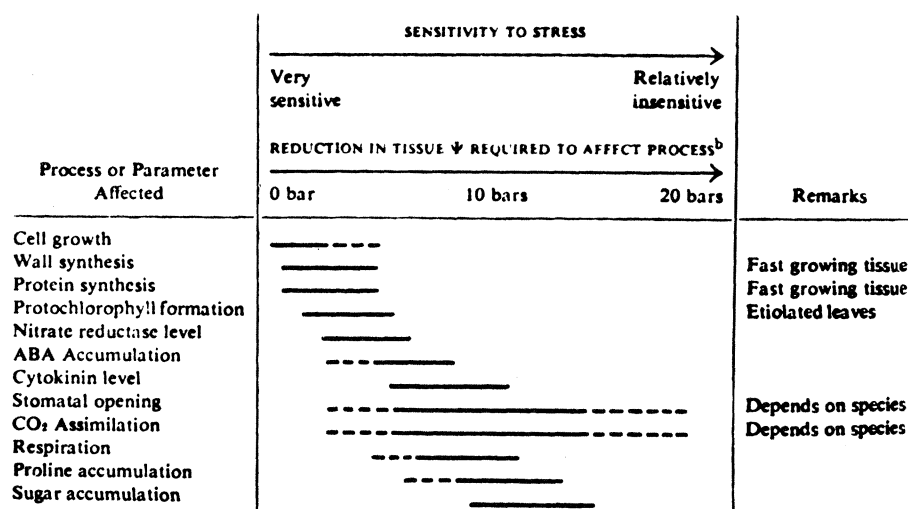 SENSITIVITY TO STRESS
Very sensitive
Relatively insensitive
REDUCTION IN TISSUE Ψ REQUIRED TO AFFECT PROCESSᵇ
Process or Parameter
Affected
0 bar 10 bars 20 bars
Remarks
Cell growth
Wall synthesis Fast growing tissue
Protein synthesis Fast growing tissue
Protochlorophyll formation Etiolated leaves
Nitrate reductase level
ABA Accumulation
Cytokinin level
Stomatal opening Depends on species
CO₂ Assimilation Depends on species
Respiration
Proline accumulation
Sugar accumulation